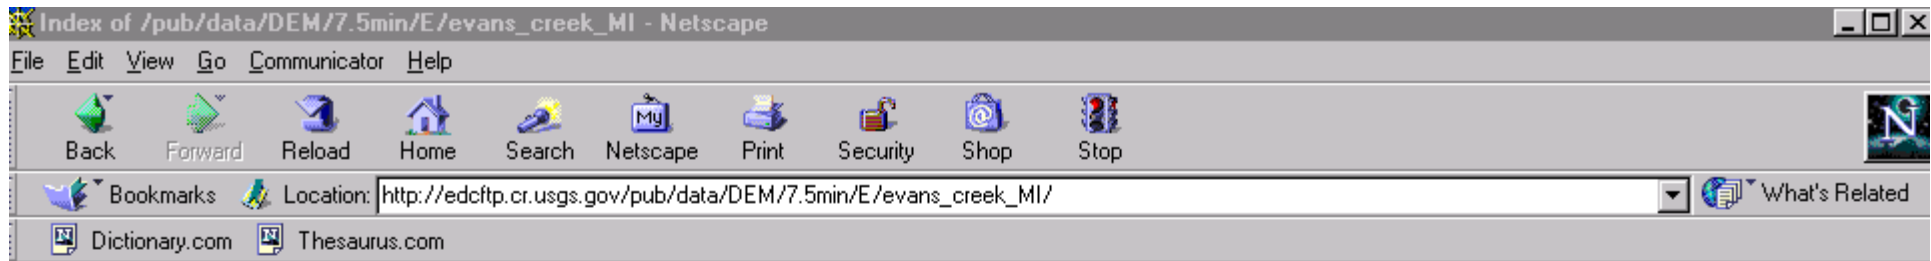 Index of /pub/data/DEM/7.5min/E/evans_creek_MI - Netscape
File Edit View Go Communicator Help
My N
Back Forward Reload Home Search Netscape Print Security Shop Stop
Bookmarks Location: http://edcftp.cr.usgs.gov/pub/data/DEM/7.5min/E/evans_creek_MI/ What's Related
Dictionary.com Thesaurus.com